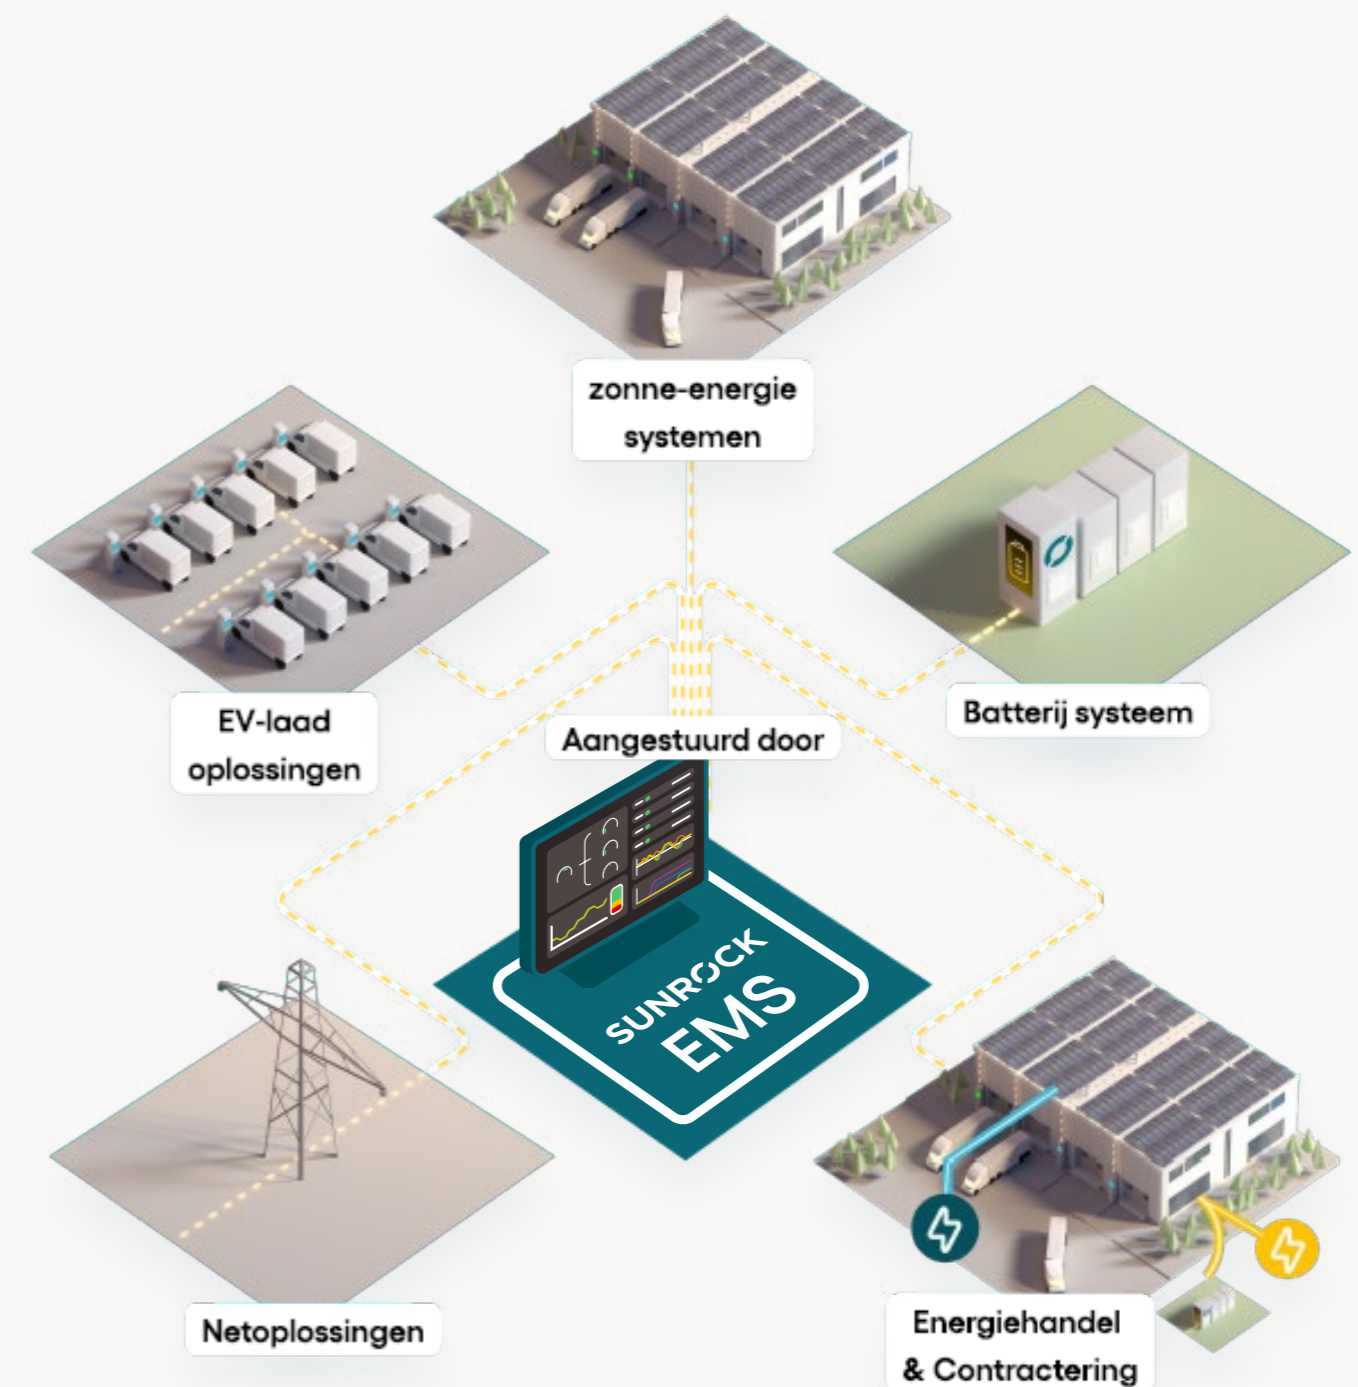 zonne-energie
systemen
EV-laad
oplossingen
Batterij systeem
Aangestuurd door
SUNROCK
EMS
Netoplossingen
Energiehandel
& Contractering